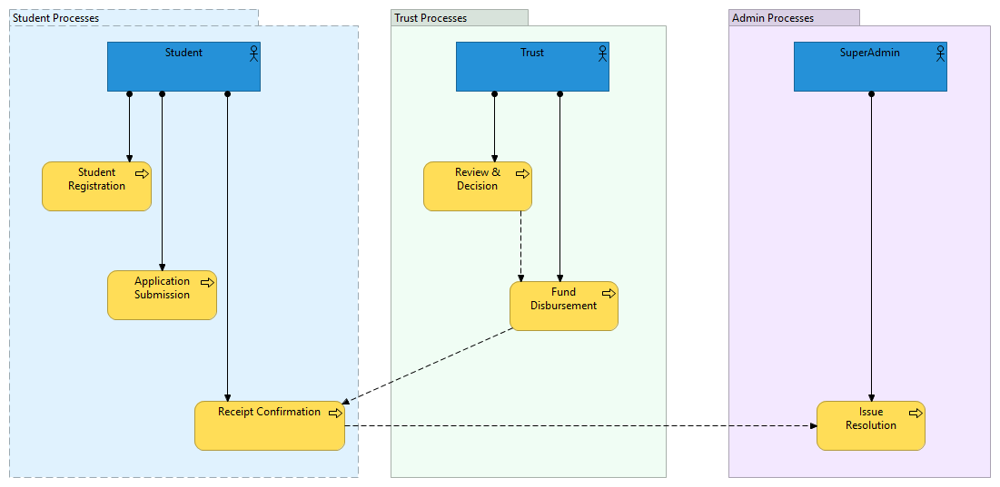 Student Processes
Trust Processes
Admin Processes
Student
Trust
SuperAdmin
Student
Registration
Review &
Decision
Application
Submission
Fund
Disbursement
Receipt Confirmation
Issue
Resolution